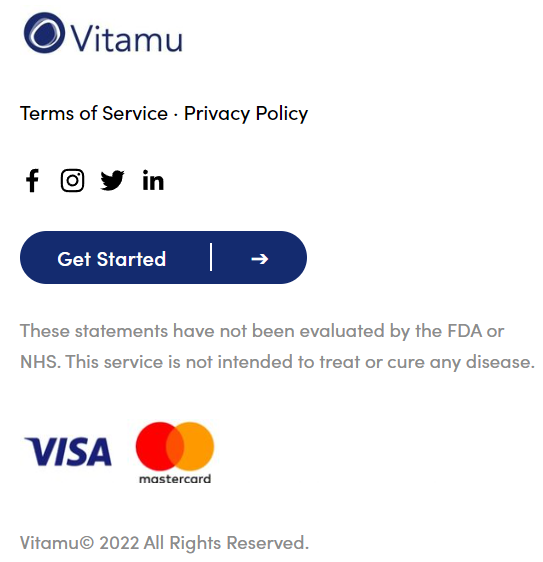 Vitamu
Terms of Service · Privacy Policy
Get Started
These statements have not been evaluated by the FDA or
NHS. This service is not intended to treat or cure any disease.
VISA
mastercard
Vitamu© 2022 All Rights Reserved.